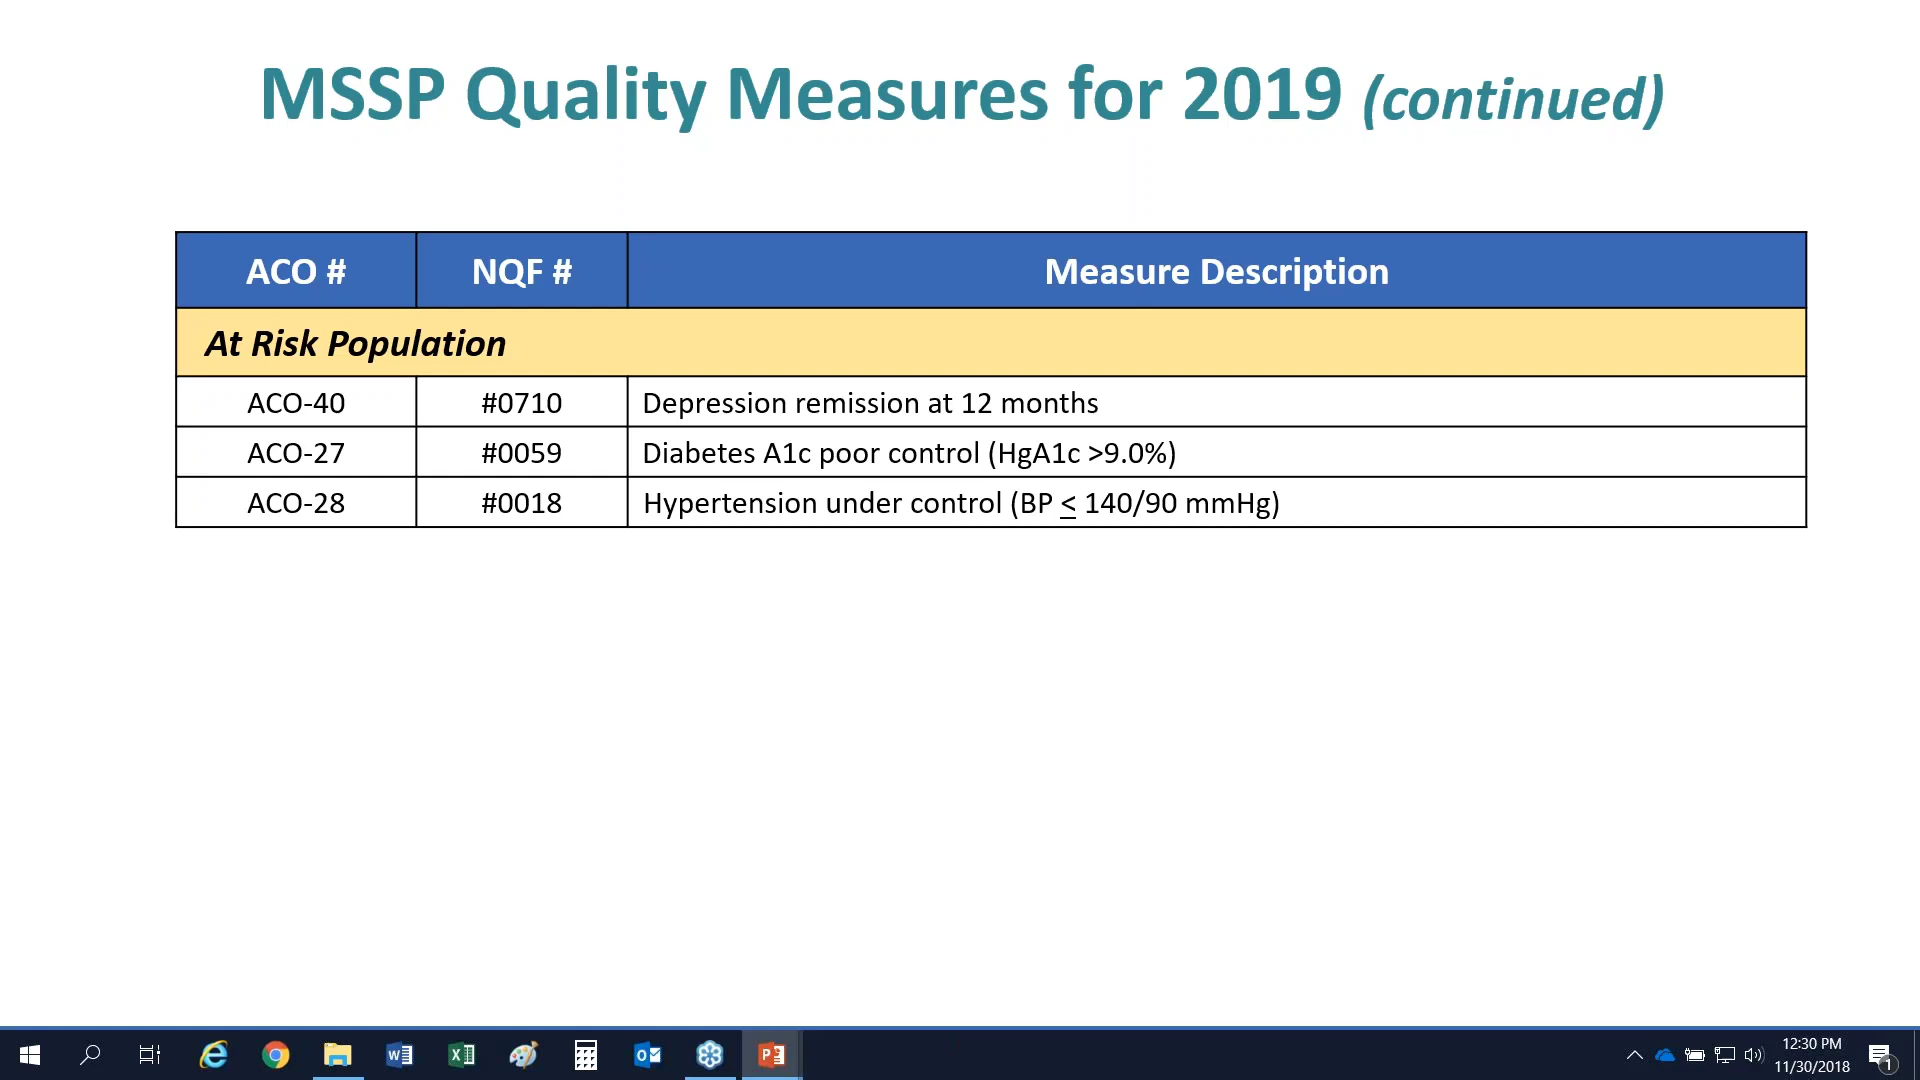 MSSP Quality Measures for 2019 (continued)
ACO # NQF # Measure Description
At Risk Population
ACO-40 #0710 Depression remission at 12 months
ACO-27 #0059 Diabetes A1c poor control (HgA1c >9.0%)
ACO-28 #0018 Hypertension under control (BP < 140/90 mmHg)
12:30 PM
11/30/2018
1